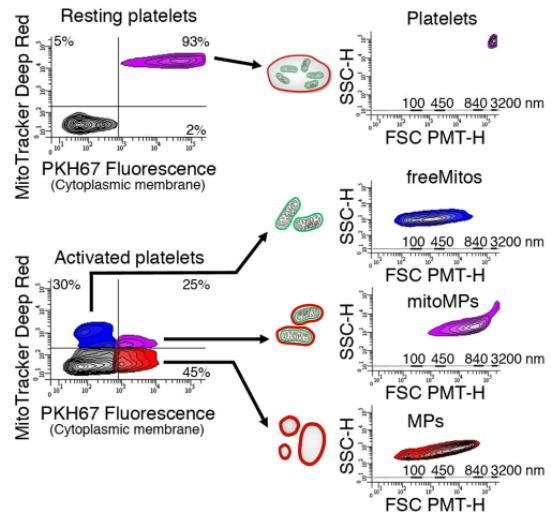 Resting platelets
5%
93%
2%
MitoTracker Deep Red
PKH67 Fluorescence
(Cytoplasmic membrane)
Platelets
SSC-H
100 450 840 3200 nm
FSC PMT-H
freeMitos
SSC-H
100 450 840 3200 nm
FSC PMT-H
Activated platelets
30%
25%
45%
MitoTracker Deep Red
PKH67 Fluorescence
(Cytoplasmic membrane)
mitoMPs
SSC-H
100 450 840 3200 nm
FSC PMT-H
MPs
SSC-H
100 450 840 3200 nm
FSC PMT-H